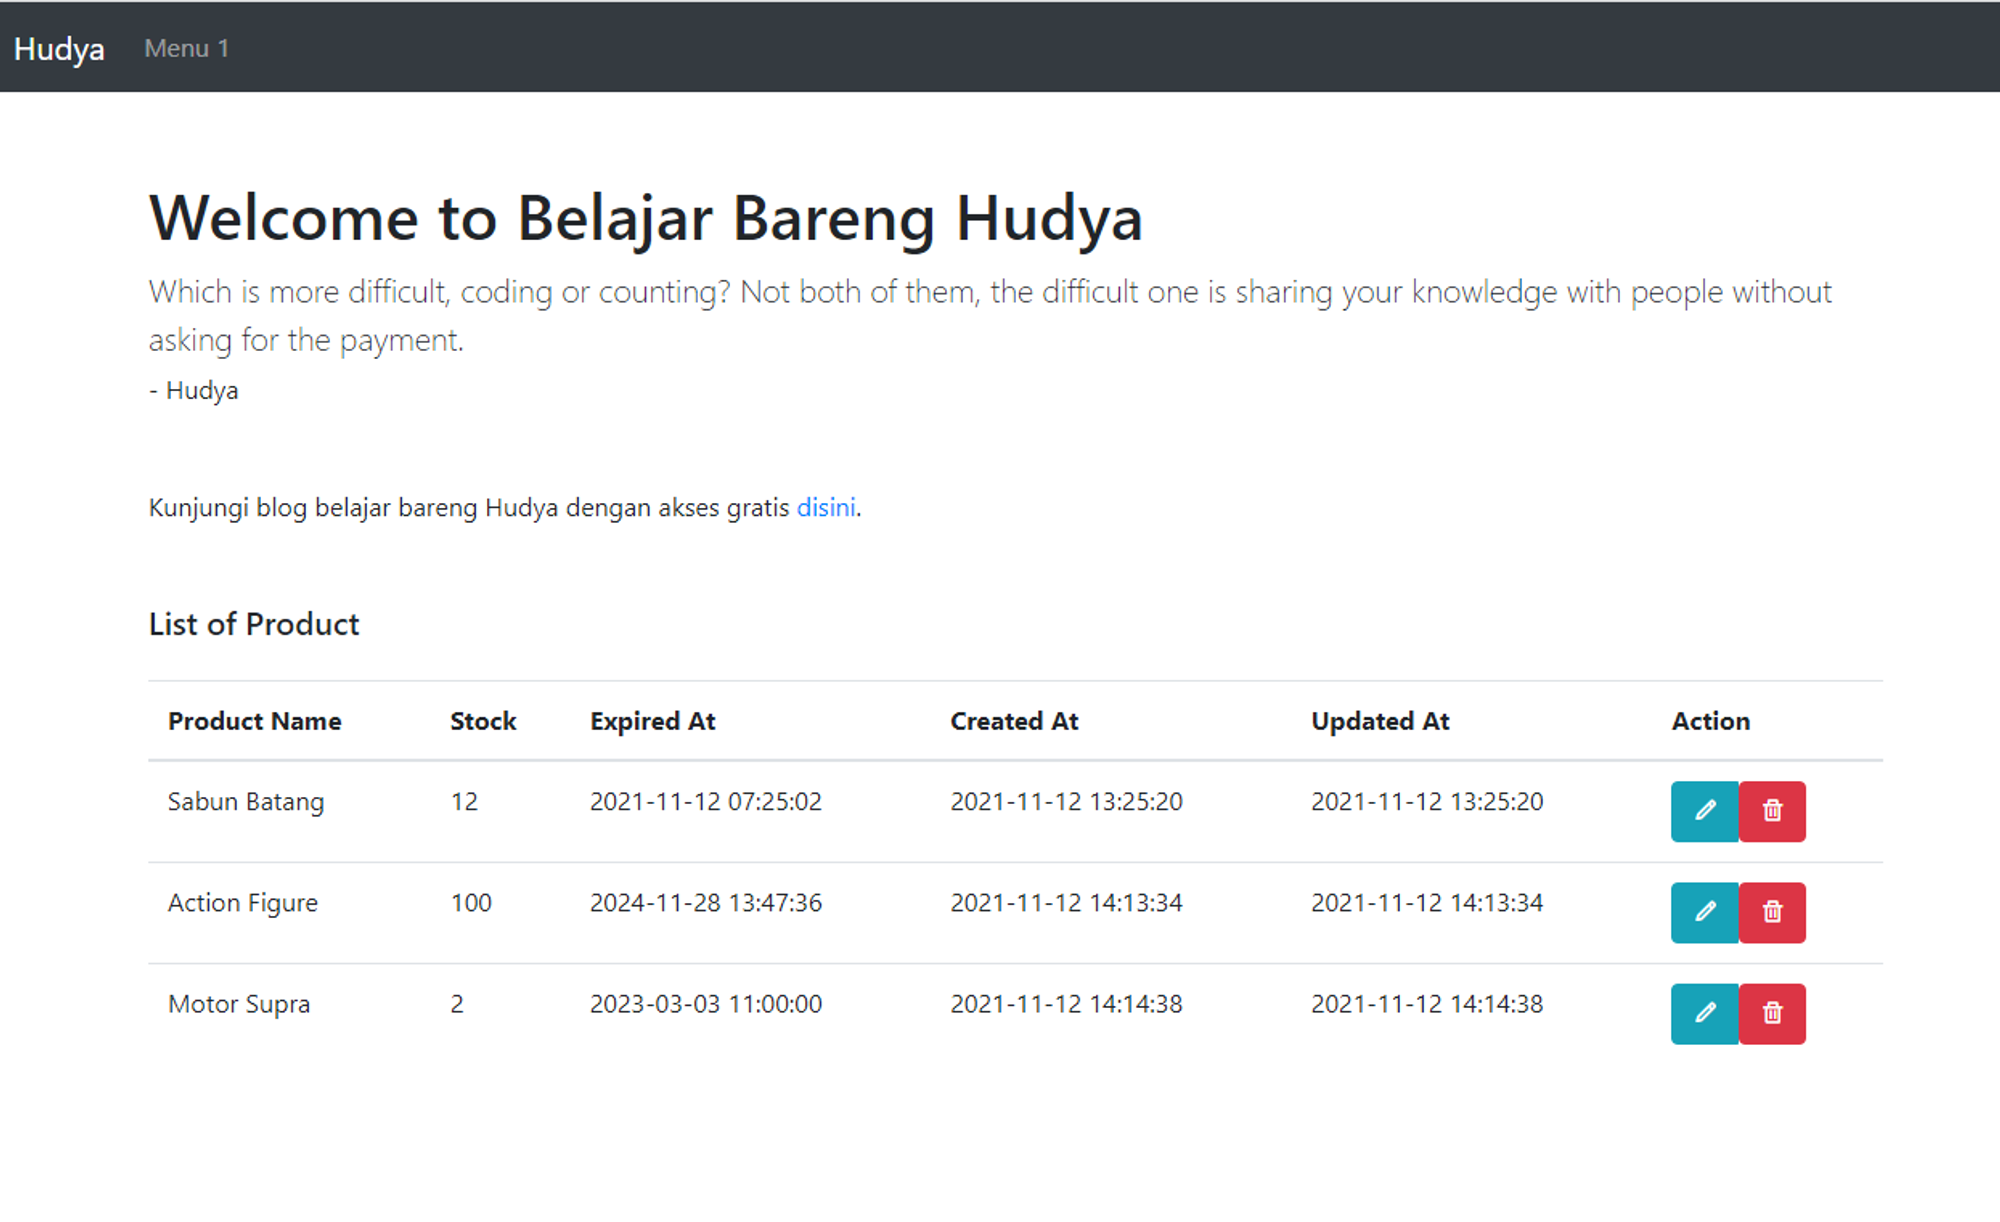 Hudya Menu 1
Welcome to Belajar Bareng Hudya
Which is more difficult, coding or counting? Not both of them, the difficult one is sharing your knowledge with people without
asking for the payment.
- Hudya
Kunjungi blog belajar bareng Hudya dengan akses gratis disini.
List of Product
Product Name Stock Expired At Created At Updated At Action
Sabun Batang 12 2021-11-12 07:25:02 2021-11-12 13:25:20 2021-11-12 13:25:20
Action Figure 100 2024-11-28 13:47:36 2021-11-12 14:13:34 2021-11-12 14:13:34
Motor Supra 2 2023-03-03 11:00:00 2021-11-12 14:14:38 2021-11-12 14:14:38